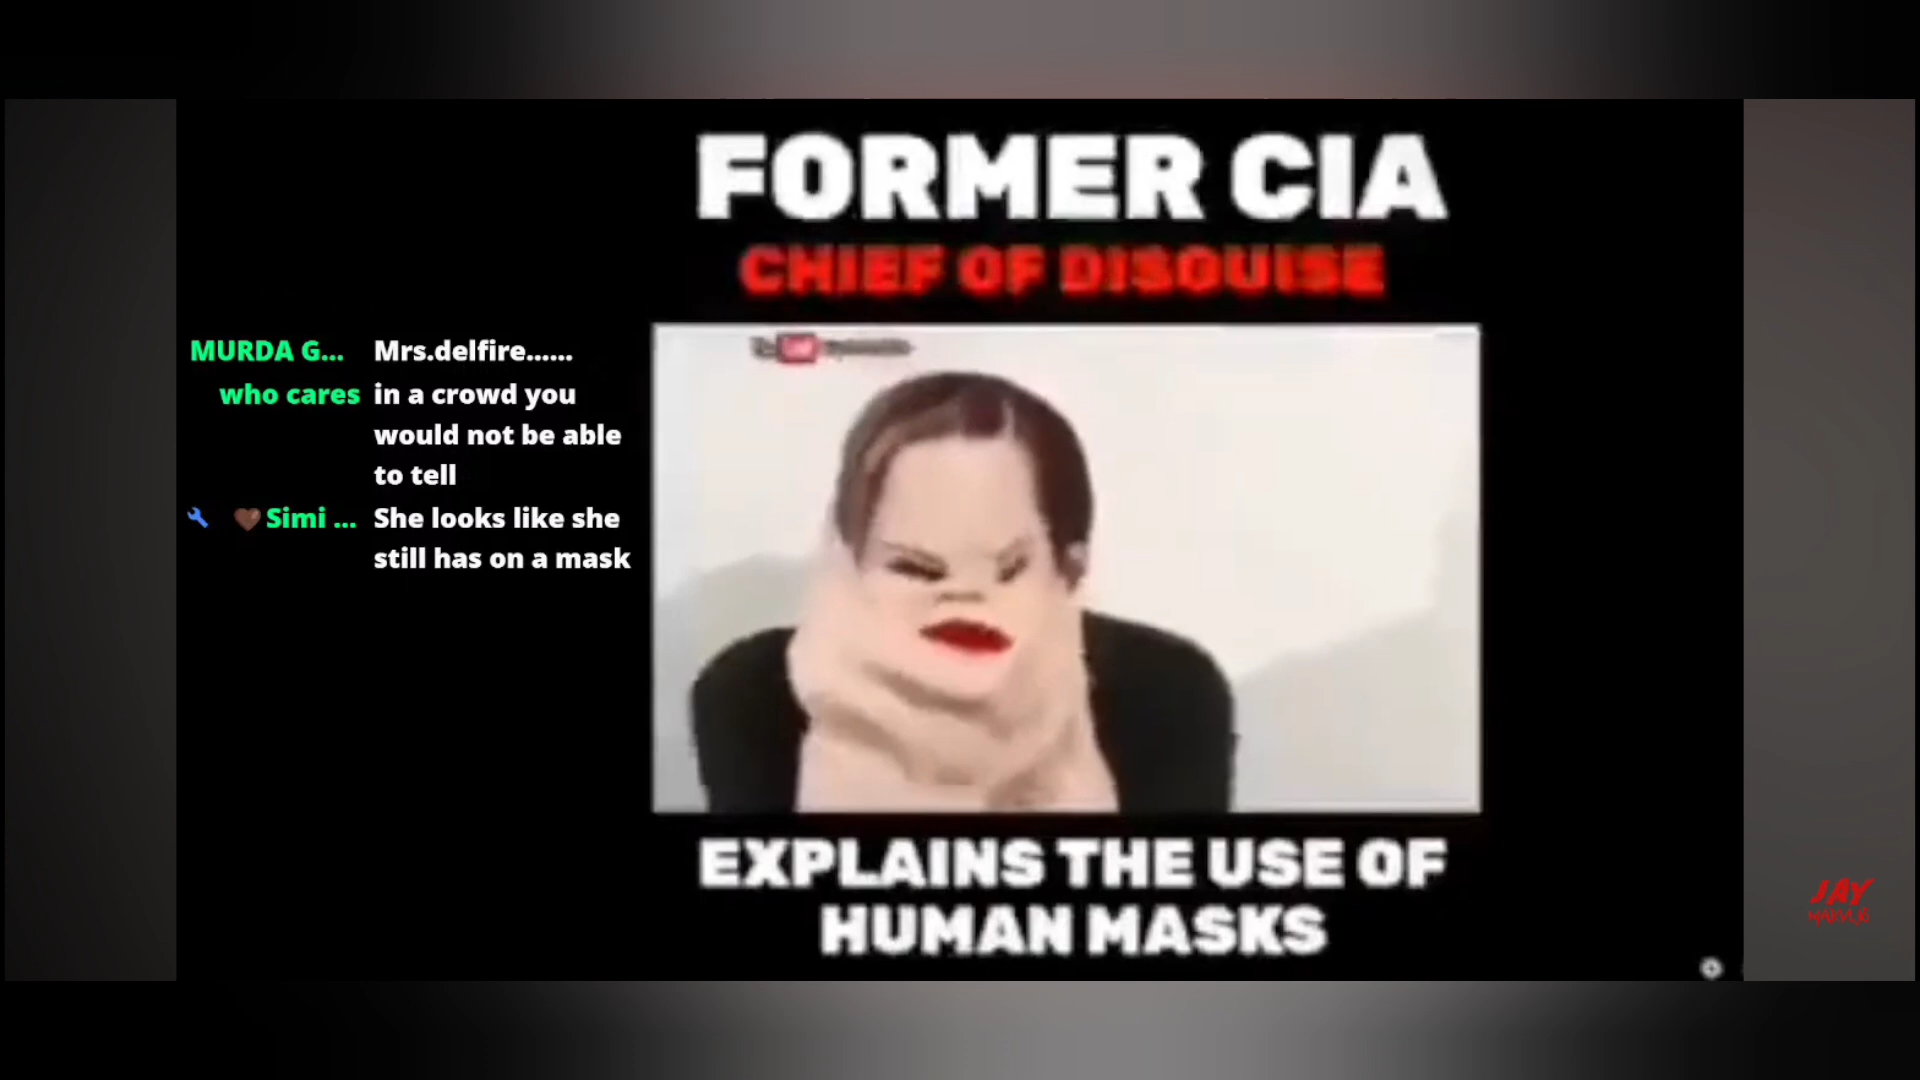 FORMER CIA
CHIEF OF DISGUISE
MURDA G... Mrs.delfire......
who cares in a crowd you
would not be able
to tell
Simi ... She looks like she
still has on a mask
EXPLAINS THE USE OF
HUMAN MASKS
JAY